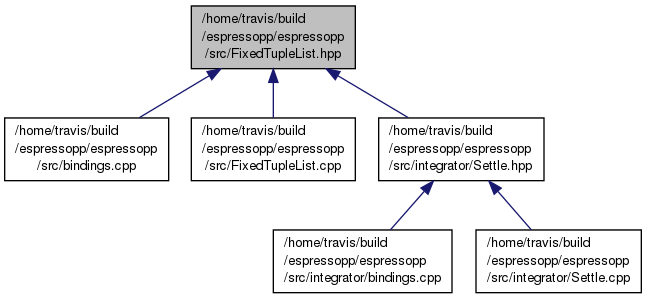 /home/travis/build
/espressopp/espressopp
/src/FixedTupleList.hpp
/home/travis/build
/espressopp/espressopp
/src/bindings.cpp
/home/travis/build
/espressopp/espressopp
/src/FixedTupleList.cpp
/home/travis/build
/espressopp/espressopp
/src/integrator/Settle.hpp
/home/travis/build
/espressopp/espressopp
/src/integrator/bindings.cpp
/home/travis/build
/espressopp/espressopp
/src/integrator/Settle.cpp